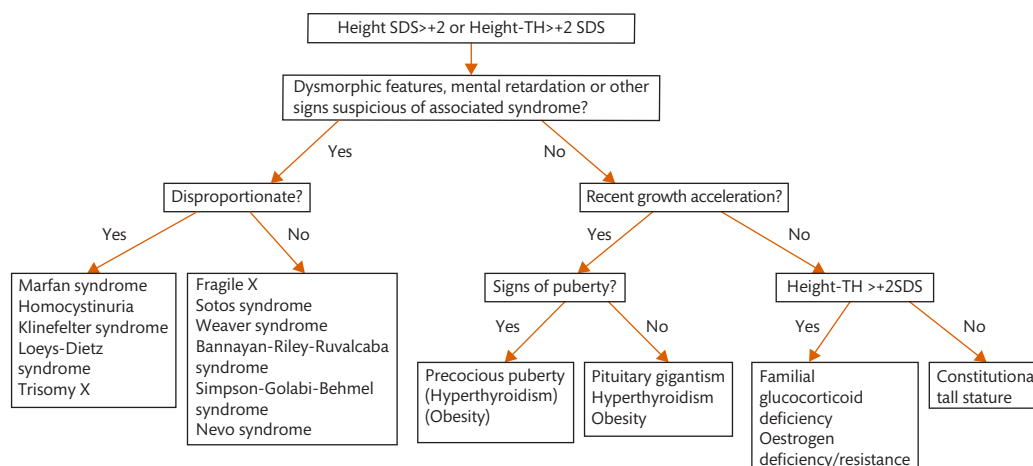 Height SDS>+2 or Height-TH>+2 SDS
Dysmorphic features, mental retardation or other
signs suspicious of associated syndrome?
Yes
No
Disproportionate?
Recent growth acceleration?
Yes
No
Yes
No
Marfan syndrome
Homocystinuria
Klinefelter syndrome
Loeys-Dietz
syndrome
Trisomy X
Fragile X
Sotos syndrome
Weaver syndrome
Bannayan-Riley-Ruvalcaba
syndrome
Simpson-Golabi-Behmel
syndrome
Nevo syndrome
Signs of puberty?
Height-TH >+2SDS
Yes
No
Yes
No
Precocious puberty
(Hyperthyroidism)
(Obesity)
Pituitary gigantism
Hyperthyroidism
Obesity
Familial
glucocorticoid
deficiency
Oestrogen
deficiency/resistance
Constitutiona
tall stature